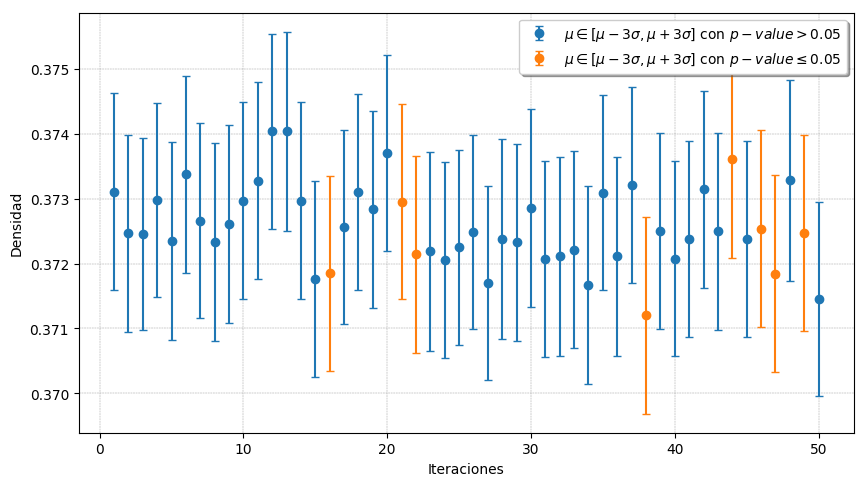 μ ∈ [μ − 3σ, μ + 3σ] con p − value > 0.05
μ ∈ [μ − 3σ, μ + 3σ] con p − value ≤ 0.05
Densidad
0.375
0.374
0.373
0.372
0.371
0.370
0 10 20 30 40 50
Iteraciones